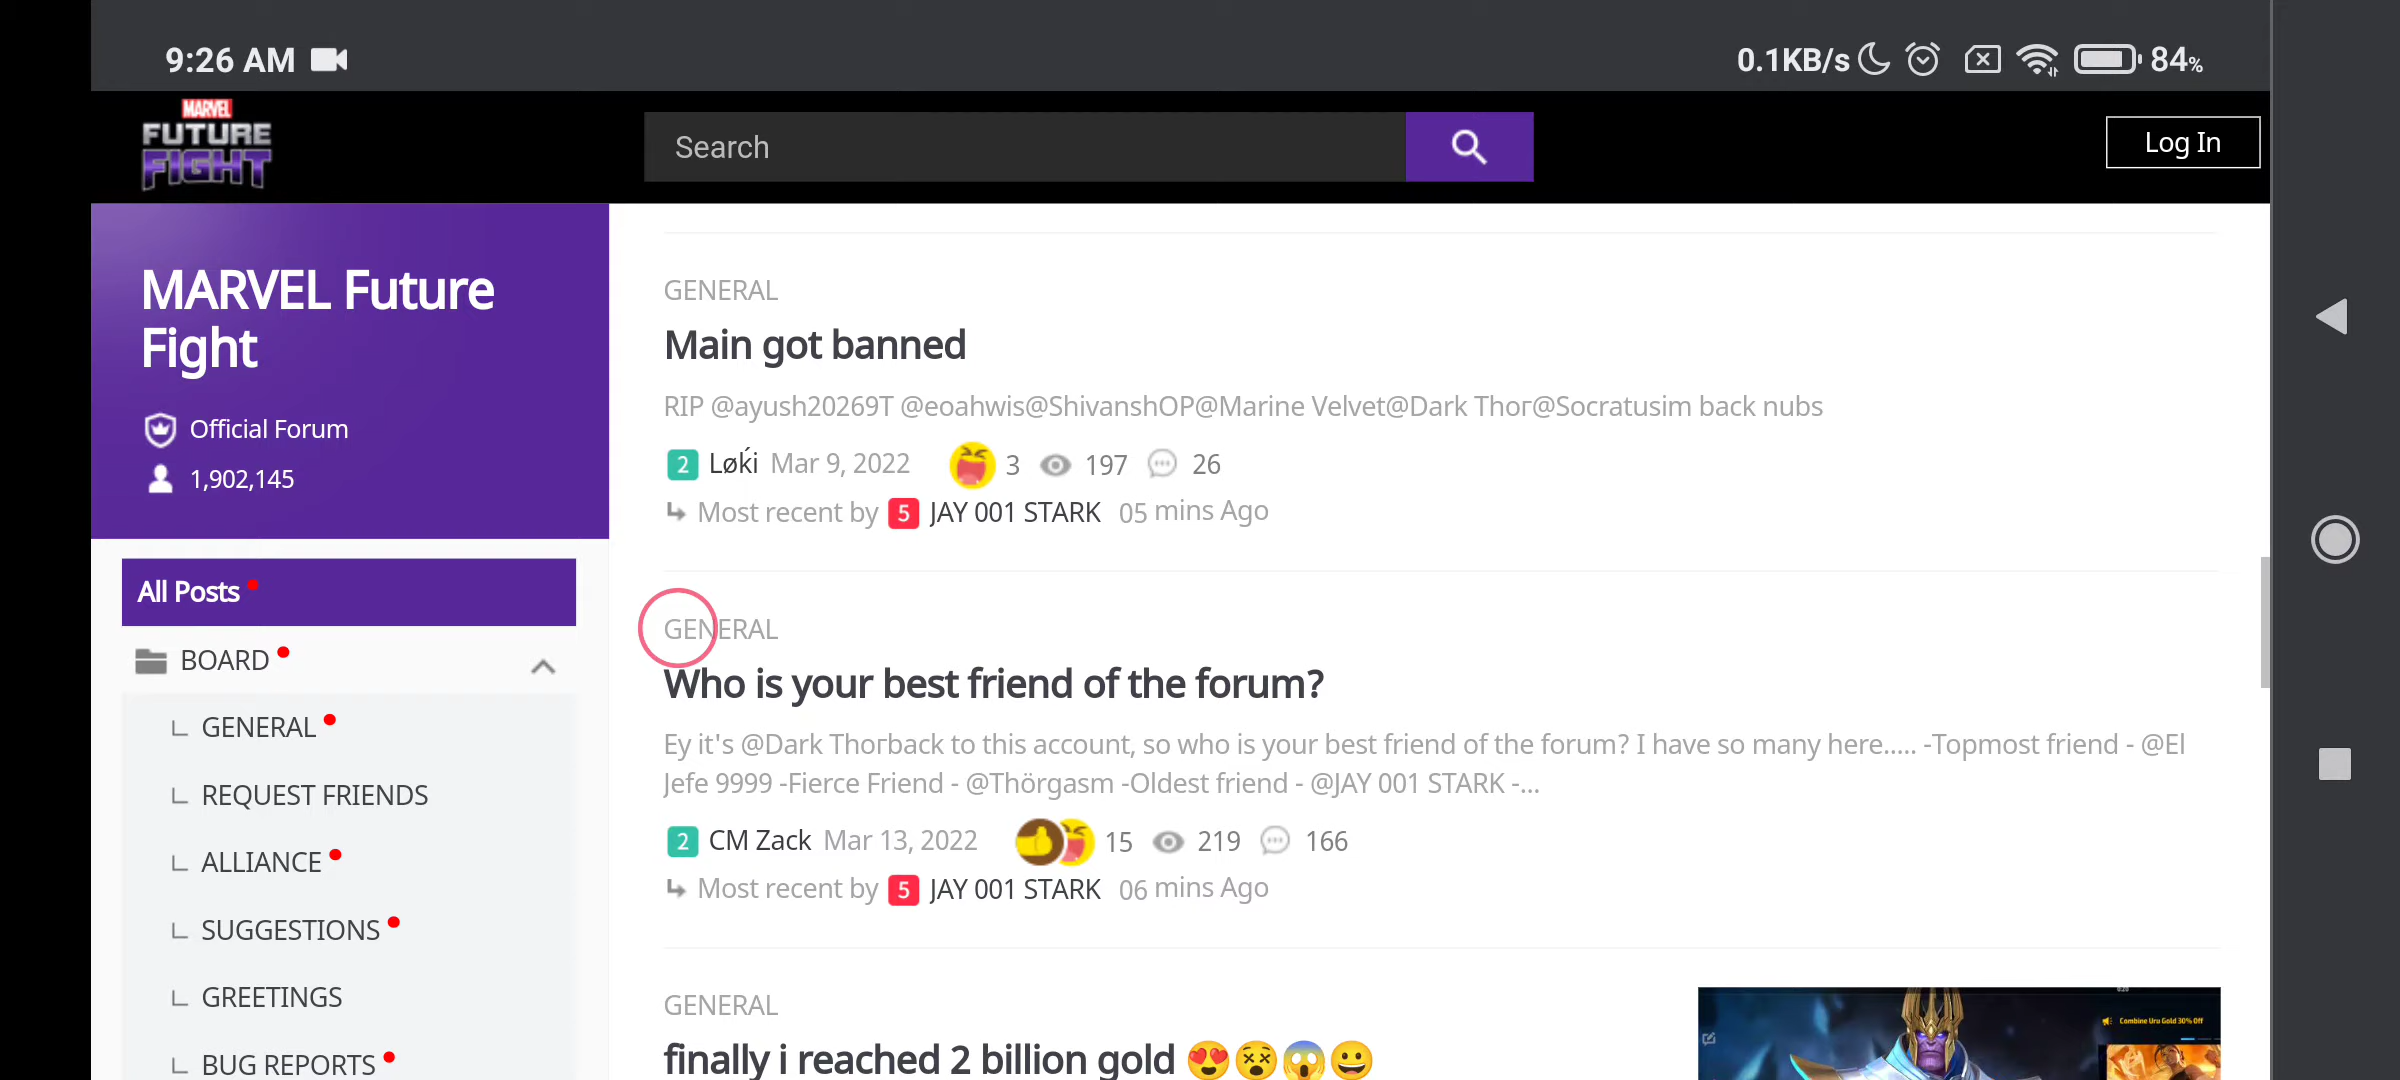 9:26 AM
0.1KB/s 84%
MARVEL
FUTURE
FIGHT
Search
Log In
MARVEL Future
Fight
Official Forum
1,902,145
All Posts
BOARD
GENERAL
REQUEST FRIENDS
ALLIANCE
SUGGESTIONS
GREETINGS
BUG REPORTS
GENERAL
Main got banned
RIP @ayush20269T @eoahwis@ShivanshOP@Marine Velvet@Dark Thor@Socratusim back nubs
2 Løḱi Mar 9, 2022 3 197 26
Most recent by 5 JAY 001 STARK 05 mins Ago
GENERAL
Who is your best friend of the forum?
Ey it's @Dark Thorback to this account, so who is your best friend of the forum? I have so many here..... -Topmost friend - @El
Jefe 9999 -Fierce Friend - @Thörgasm -Oldest friend - @JAY 001 STARK -...
2 CM Zack Mar 13, 2022 15 219 166
Most recent by 5 JAY 001 STARK 06 mins Ago
GENERAL
finally i reached 2 billion gold 😍😵😱😀
Combine Uru Gold 30% Off